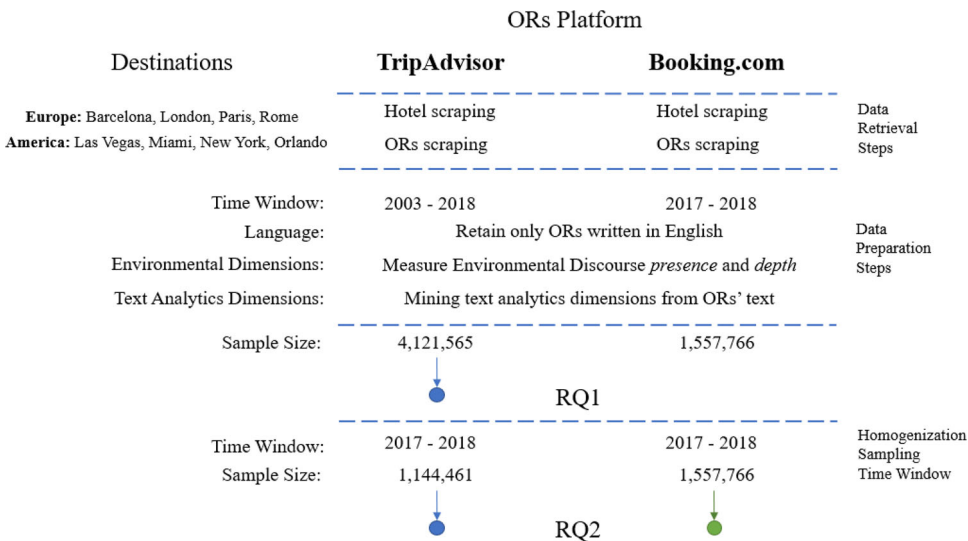 ORs Platform
Destinations TripAdvisor Booking.com
Europe: Barcelona, London, Paris, Rome Hotel scraping Hotel scraping Data
America: Las Vegas, Miami, New York, Orlando ORs scraping ORs scraping Retrieval
Steps
Time Window: 2003 - 2018 2017 - 2018
Language: Retain only ORs written in English Data
Preparation
Environmental Dimensions: Measure Environmental Discourse presence and depth Steps
Text Analytics Dimensions: Mining text analytics dimensions from ORs' text
Sample Size: 4,121,565 1,557,766
RQ1
Time Window: 2017 - 2018 2017 - 2018 Homogenization
Sampling
Sample Size: 1,144,461 1,557,766 Time Window
RQ2